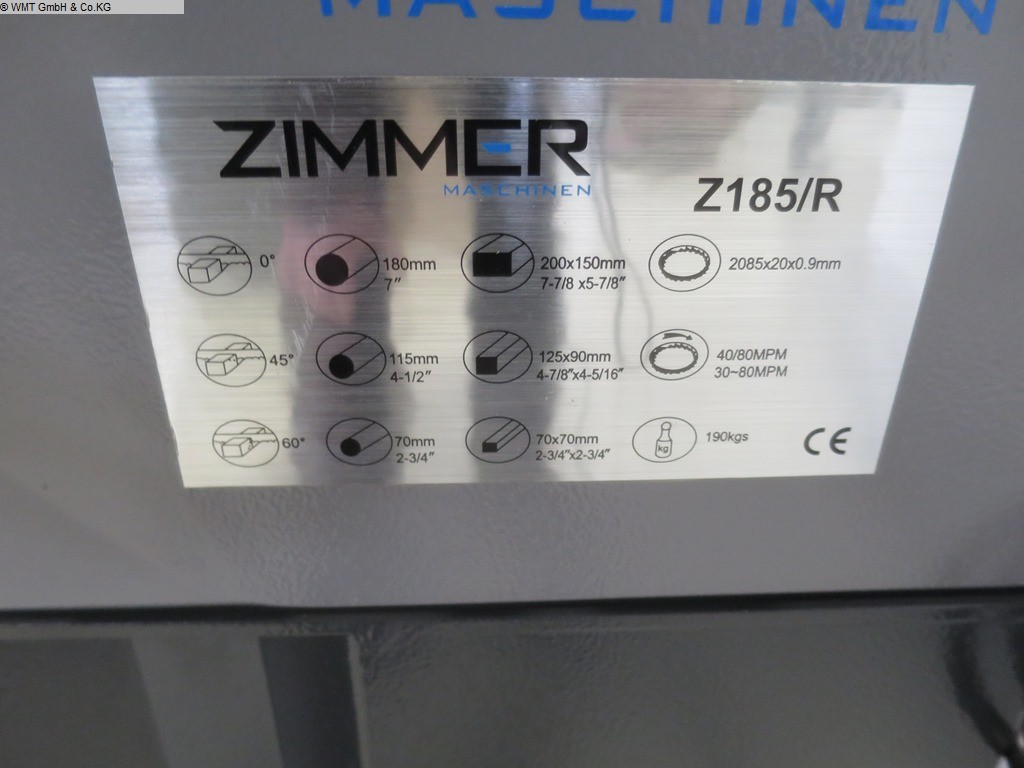 © WMT GmbH & Co.KG
MASCHINEN
ZIMMER
MASCHINEN
Z185/R
0° 180mm 200x150mm 2085x20x0.9mm
7″ 7-7/8 x5-7/8″
45° 115mm 125x90mm 40/80MPM
4-1/2″ 4-7/8″x4-5/16″ 30~80MPM
60° 70mm 70x70mm kg 190kgs
2-3/4″ 2-3/4″x2-3/4″
CE